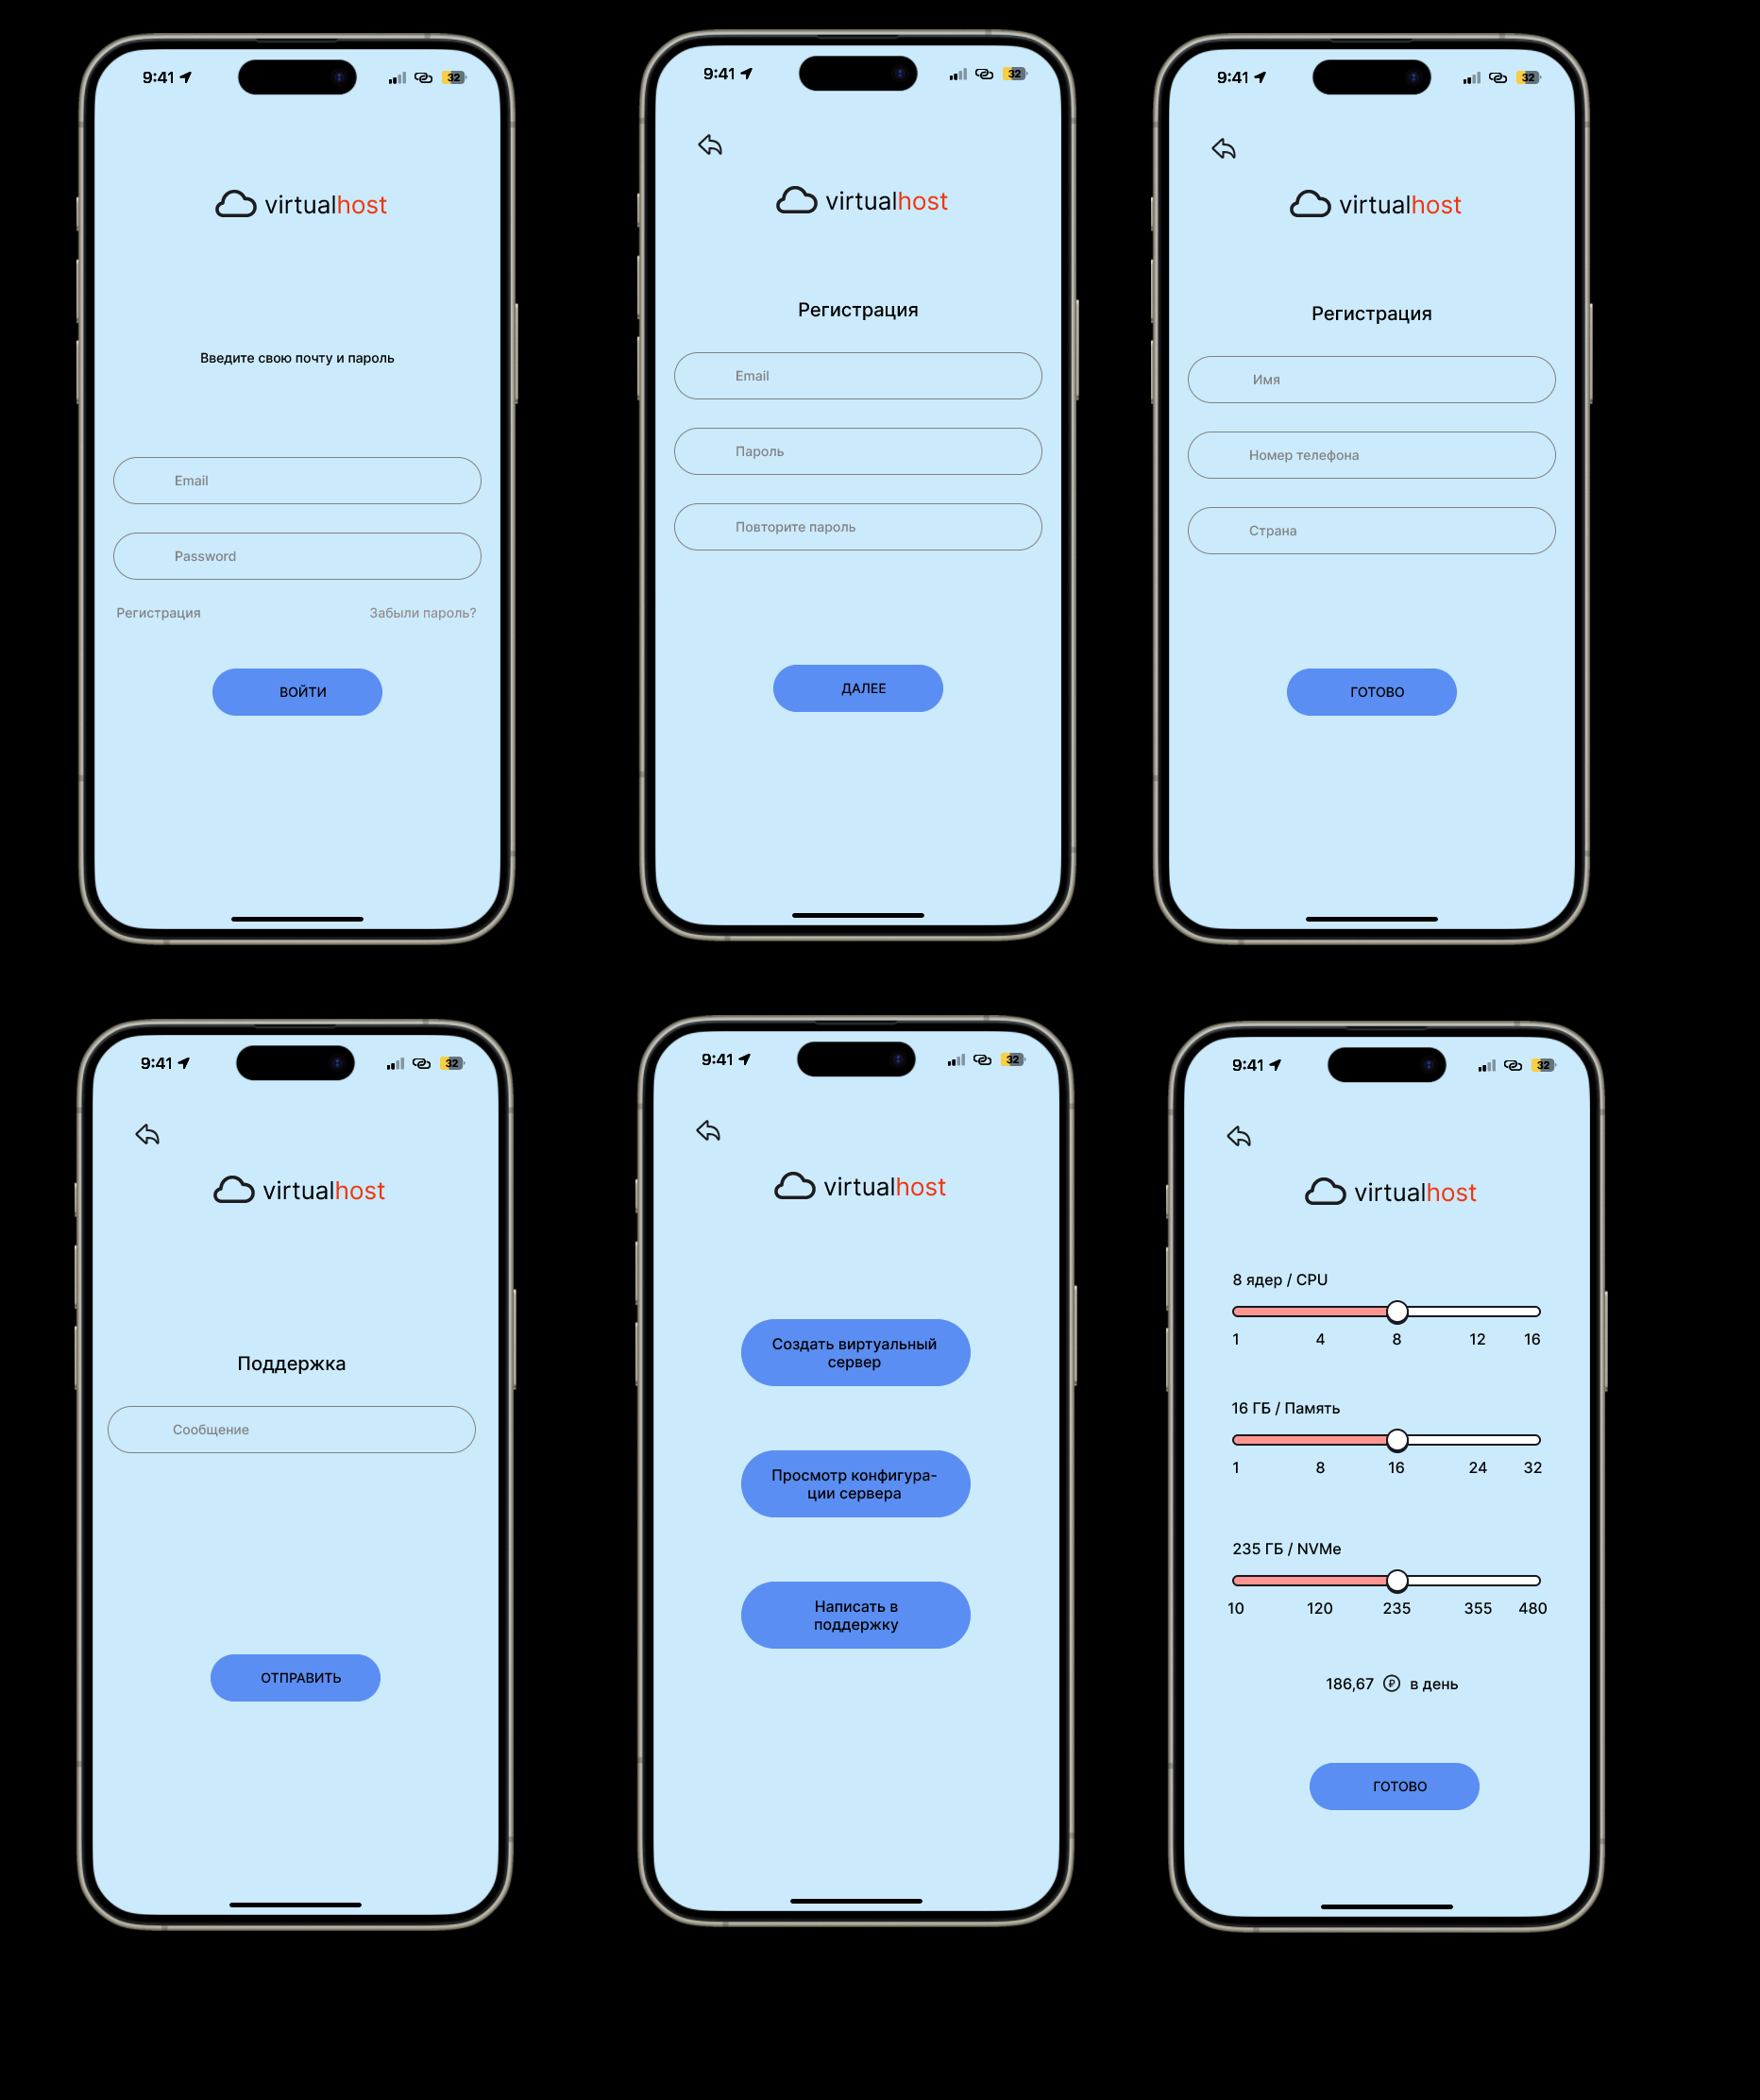 9:41
32
virtualhost
Введите свою почту и пароль
Email
Password
Регистрация
Забыли пароль?
ВОЙТИ
9:41
32
virtualhost
Регистрация
Email
Пароль
Повторите пароль
ДАЛЕЕ
9:41
32
virtualhost
Регистрация
Имя
Номер телефона
Страна
ГОТОВО
9:41
32
virtualhost
Поддержка
Сообщение
ОТПРАВИТЬ
9:41
32
virtualhost
Создать виртуальный
сервер
Просмотр конфигура-
ции сервера
Написать в
поддержку
9:41
32
virtualhost
8 ядер / CPU
1 4 8 12 16
16 ГБ / Память
1 8 16 24 32
235 ГБ / NVMe
10 120 235 355 480
186,67 ₽ в день
ГОТОВО